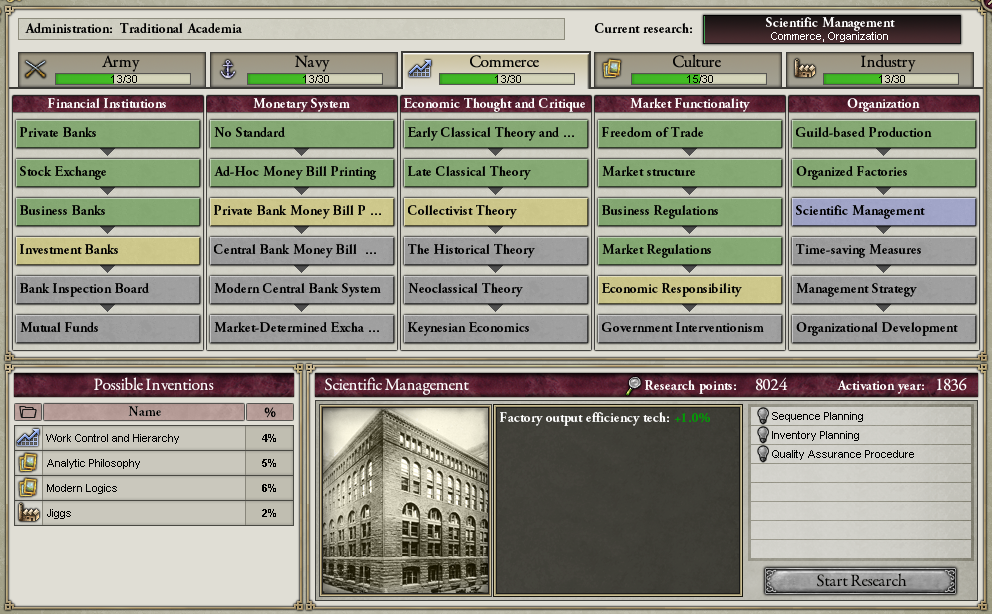 Administration: Traditional Academia
Current research:
Scientific Management
Commerce, Organization
Army
13/30
Navy
13/30
Commerce
13/30
Culture
15/30
Industry
13/30
Financial Institutions
Monetary System
Economic Thought and Critique
Market Functionality
Organization
Private Banks
No Standard
Early Classical Theory and ...
Freedom of Trade
Guild-based Production
Stock Exchange
Ad-Hoc Money Bill Printing
Late Classical Theory
Market structure
Organized Factories
Business Banks
Private Bank Money Bill P ...
Collectivist Theory
Business Regulations
Scientific Management
Investment Banks
Central Bank Money Bill ...
The Historical Theory
Market Regulations
Time-saving Measures
Bank Inspection Board
Modern Central Bank System
Neoclassical Theory
Economic Responsibility
Management Strategy
Mutual Funds
Market-Determined Excha ...
Keynesian Economics
Government Interventionism
Organizational Development
Possible Inventions
Name
%
Work Control and Hierarchy
4%
Analytic Philosophy
5%
Modern Logics
6%
Jiggs
2%
Scientific Management
Research points: 8024
Activation year: 1836
Factory output efficiency tech: +1.0%
Sequence Planning
Inventory Planning
Quality Assurance Procedure
Start Research